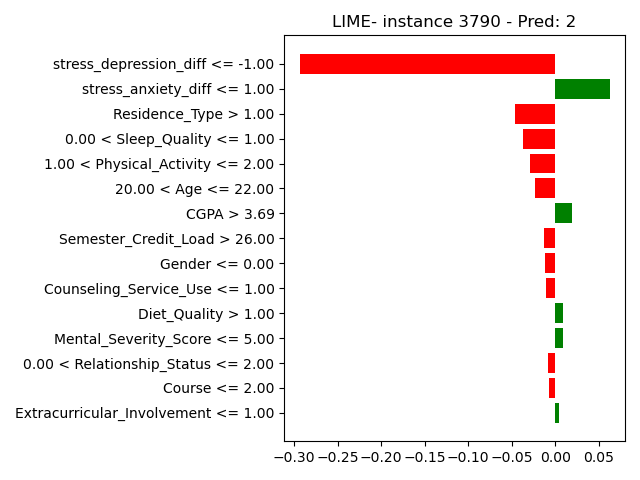 LIME- instance 3790 - Pred: 2
stress_depression_diff <= -1.00
stress_anxiety_diff <= 1.00
Residence_Type > 1.00
0.00 < Sleep_Quality <= 1.00
1.00 < Physical_Activity <= 2.00
20.00 < Age <= 22.00
CGPA > 3.69
Semester_Credit_Load > 26.00
Gender <= 0.00
Counseling_Service_Use <= 1.00
Diet_Quality > 1.00
Mental_Severity_Score <= 5.00
0.00 < Relationship_Status <= 2.00
Course <= 2.00
Extracurricular_Involvement <= 1.00
−0.30 −0.25 −0.20 −0.15 −0.10 −0.05 0.00 0.05